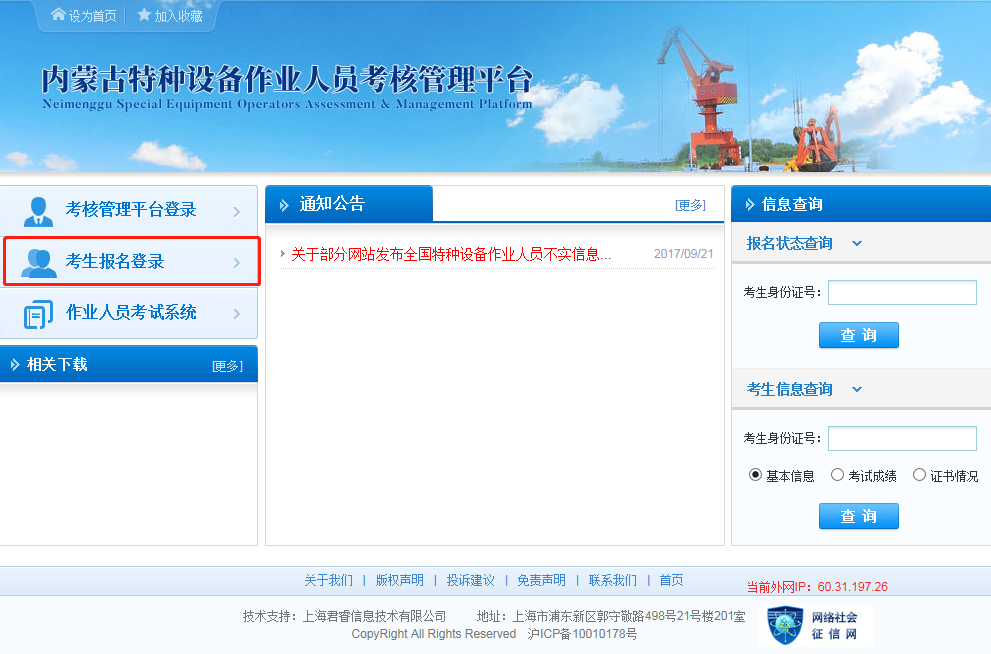 设为首页 加入收藏
内蒙古特种设备作业人员考核管理平台
Neimenggu Special Equipment Operators Assessment & Management Platform
考核管理平台登录
考生报名登录
作业人员考试系统
相关下载 [更多]
通知公告 [更多]
关于部分网站发布全国特种设备作业人员不实信息... 2017/09/21
信息查询
报名状态查询
考生身份证号：
查 询
考生信息查询
考生身份证号：
基本信息 考试成绩 证书情况
查 询
关于我们 | 版权声明 | 投诉建议 | 免责声明 | 联系我们 | 首页
当前外网IP：60.31.197.26
技术支持：上海君睿信息技术有限公司 地址：上海市浦东新区郭守敬路498号21号楼201室
CopyRight All Rights Reserved 沪ICP备10010178号
网络社会
征信网